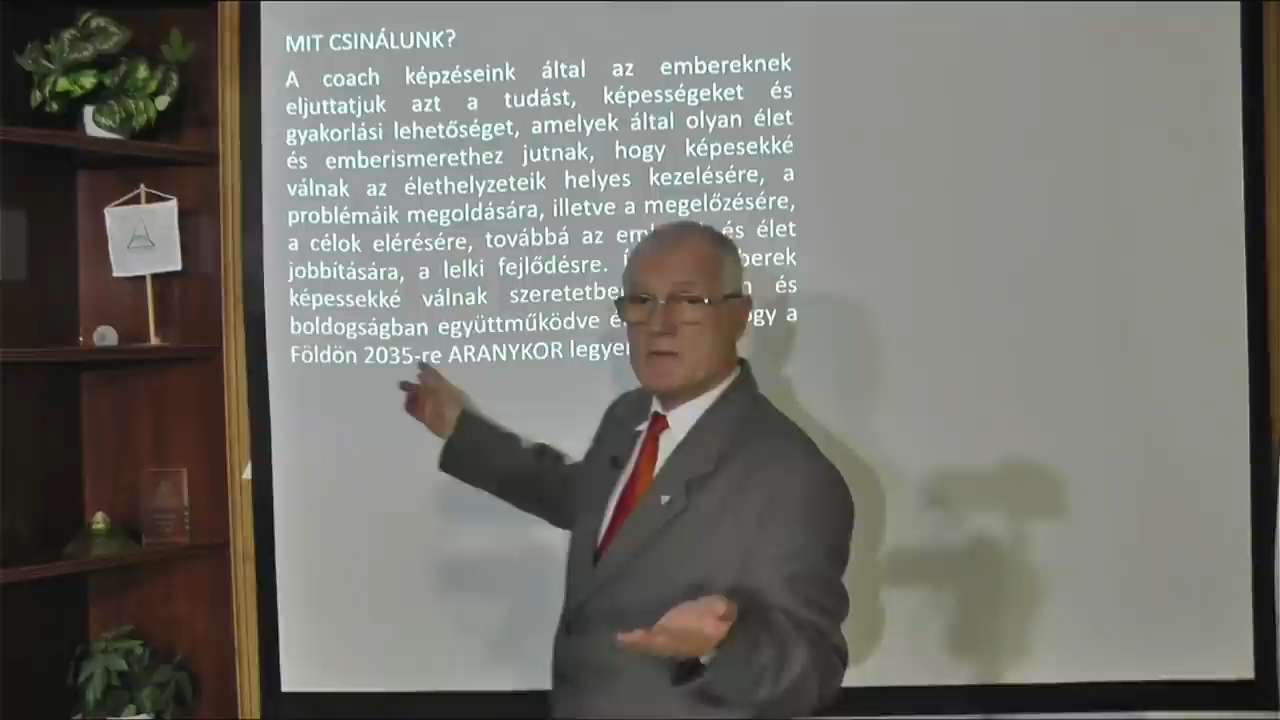 MIT CSINÁLUNK?
A coach képzéseink által az embereknek
eljuttatjuk azt a tudást, képességeket és
gyakorlási lehetőséget, amelyek által olyan élet
és emberismerethez jutnak, hogy képesekké
válnak az élethelyzeteik helyes kezelésére, a
problémáik megoldására, illetve a megelőzésére,
a célok elérésére, továbbá az és élet
jobbítására, a lelki fejlődésre.
képessekké válnak és
boldogságban együttműködve a
Földön 2035-re ARANYKOR